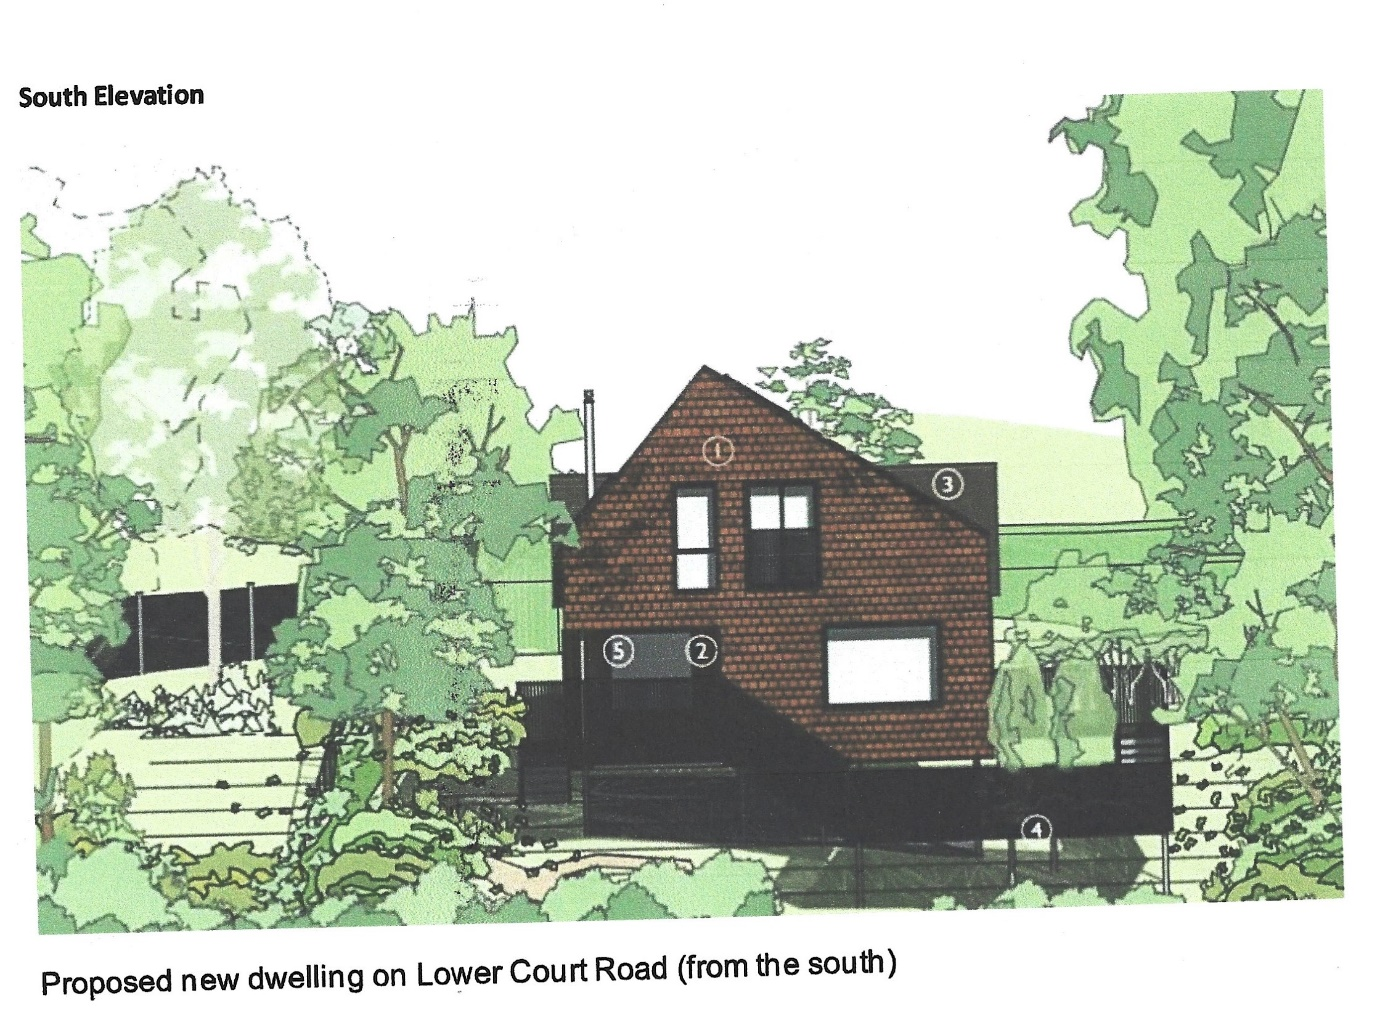 South Elevation
1
3
5 2
4
Proposed new dwelling on Lower Court Road (from the south)